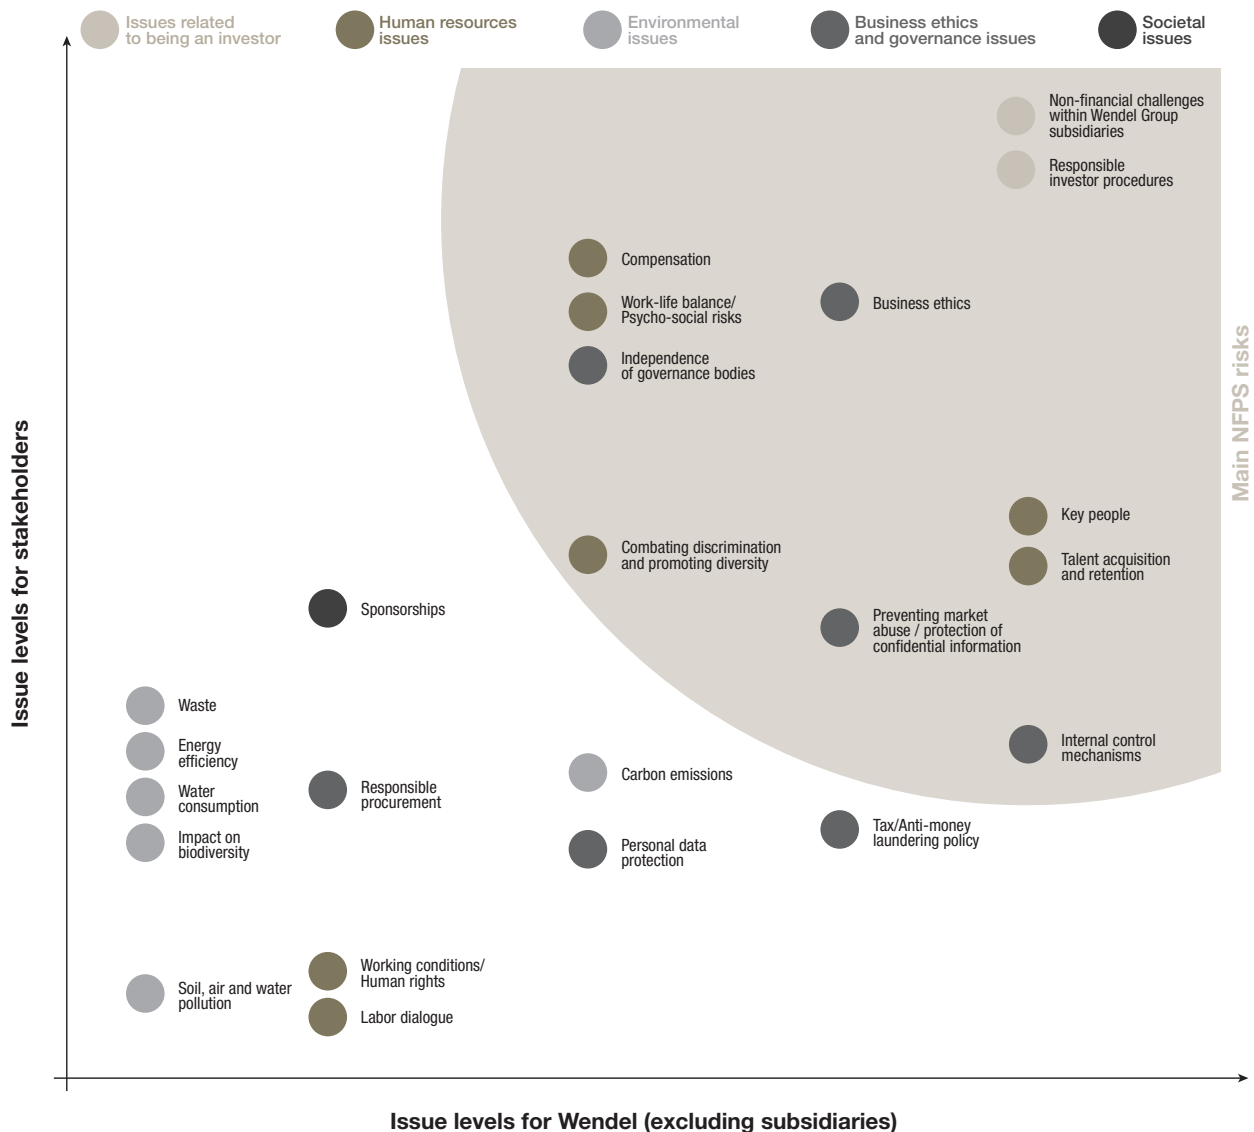 Issues related
to being an investor
Human resources
issues
Environmental
issues
Business ethics
and governance issues
Societal
issues
Non-financial challenges
within Wendel Group
subsidiaries
Responsible
investor procedures
Compensation
Work-life balance/
Psycho-social risks
Business ethics
Independence
of governance bodies
Main NFPS risks
Issue levels for stakeholders
Key people
Combating discrimination
and promoting diversity
Talent acquisition
and retention
Sponsorships
Preventing market
abuse / protection of
confidential information
Waste
Energy
efficiency
Internal control
mechanisms
Carbon emissions
Water
consumption
Responsible
procurement
Impact on
biodiversity
Personal data
protection
Tax/Anti-money
laundering policy
Working conditions/
Human rights
Soil, air and water
pollution
Labor dialogue
Issue levels for Wendel (excluding subsidiaries)